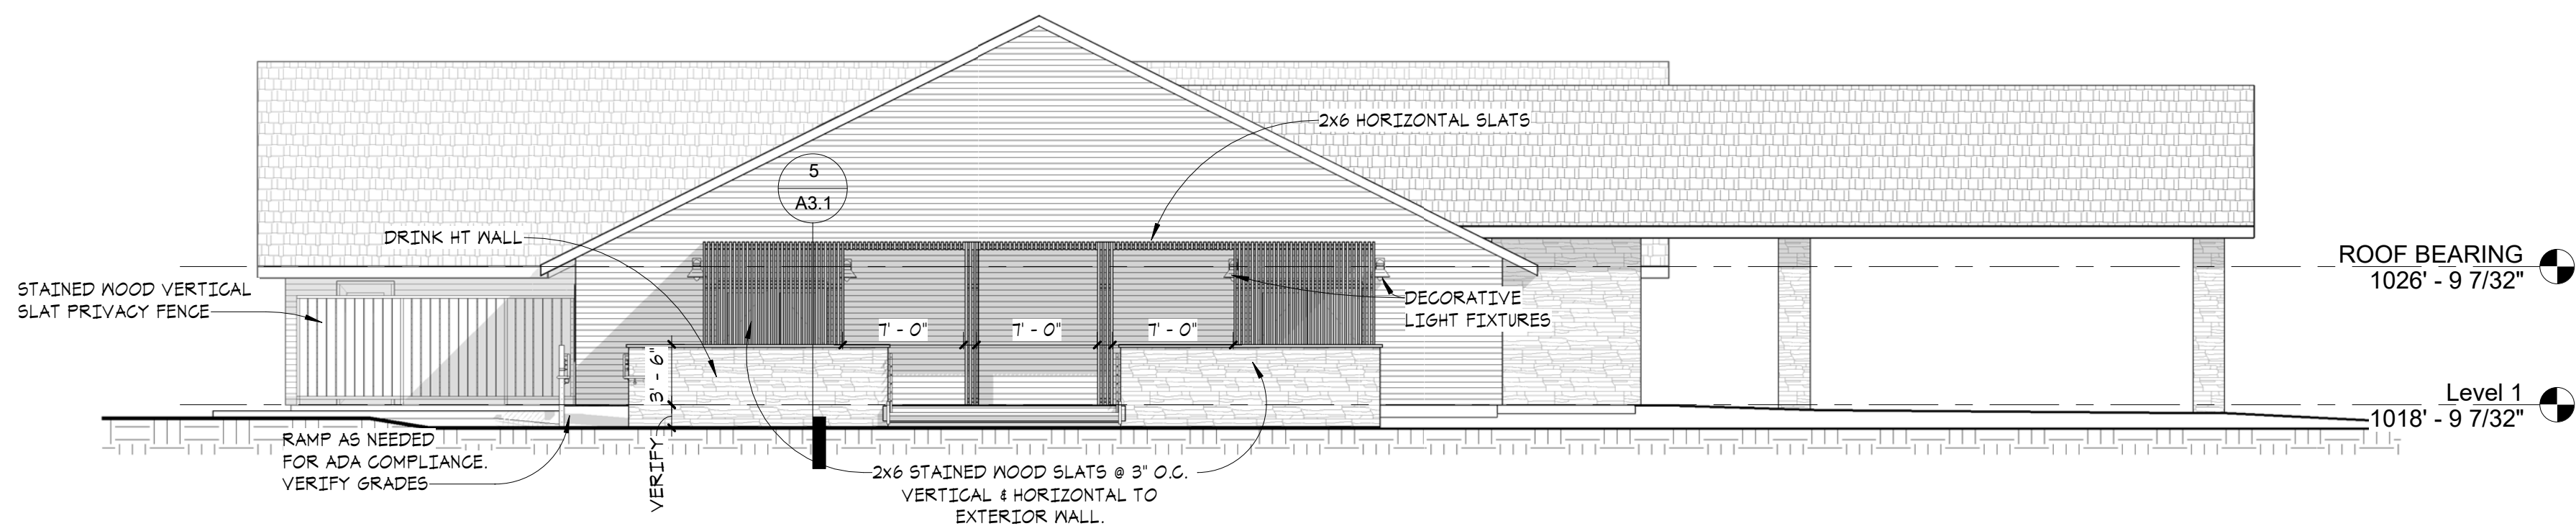 2x6 HORIZONTAL SLATS
5
A3.1
DRINK HT WALL
ROOF BEARING
1026' - 9 7/32"
STAINED WOOD VERTICAL
SLAT PRIVACY FENCE
DECORATIVE
LIGHT FIXTURES
7' - 0"
7' - 0"
7' - 0"
3' - 6"
Level 1
1018' - 9 7/32"
RAMP AS NEEDED
FOR ADA COMPLIANCE.
VERIFY GRADES
VERIFY
2x6 STAINED WOOD SLATS @ 3" O.C.
VERTICAL & HORIZONTAL TO
EXTERIOR WALL.